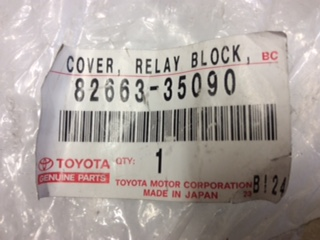 COVER, RELAY BLOCK, BC
82663-35090
TOYOTA QTY: 1
GENUINE PARTS
TOYOTA MOTOR CORPORATION
MADE IN JAPAN
B124